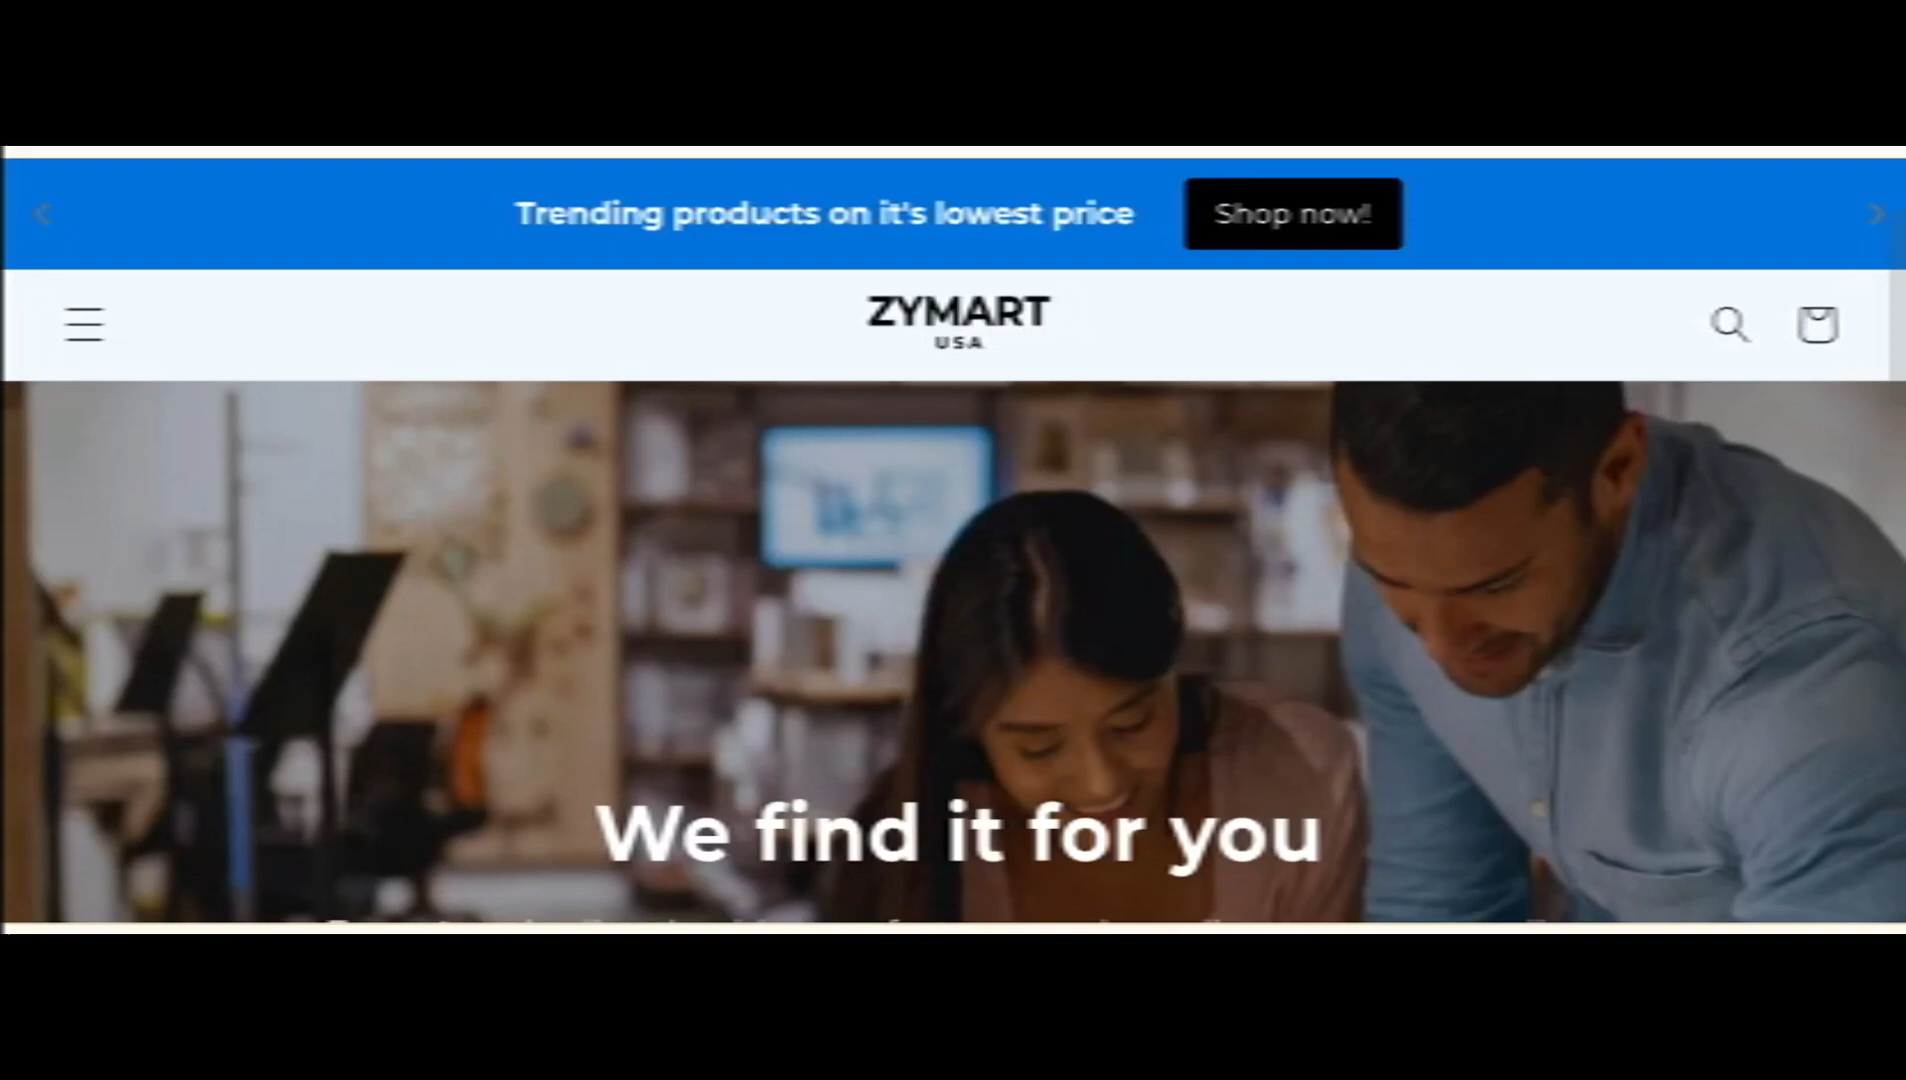 Trending products on it's lowest price
Shop now!
ZYMART
USA
We find it for you